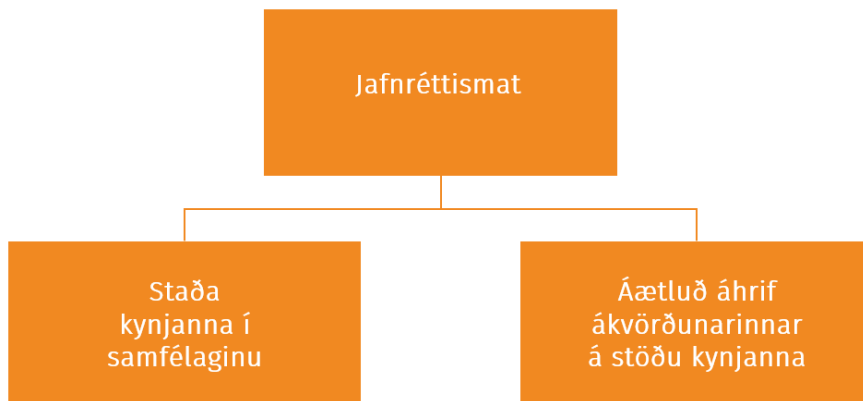 Jafnréttismat
Staða
kynjanna í
samfélaginu
Áætluð áhrif
ákvörðunarinnar
á stöðu kynjanna